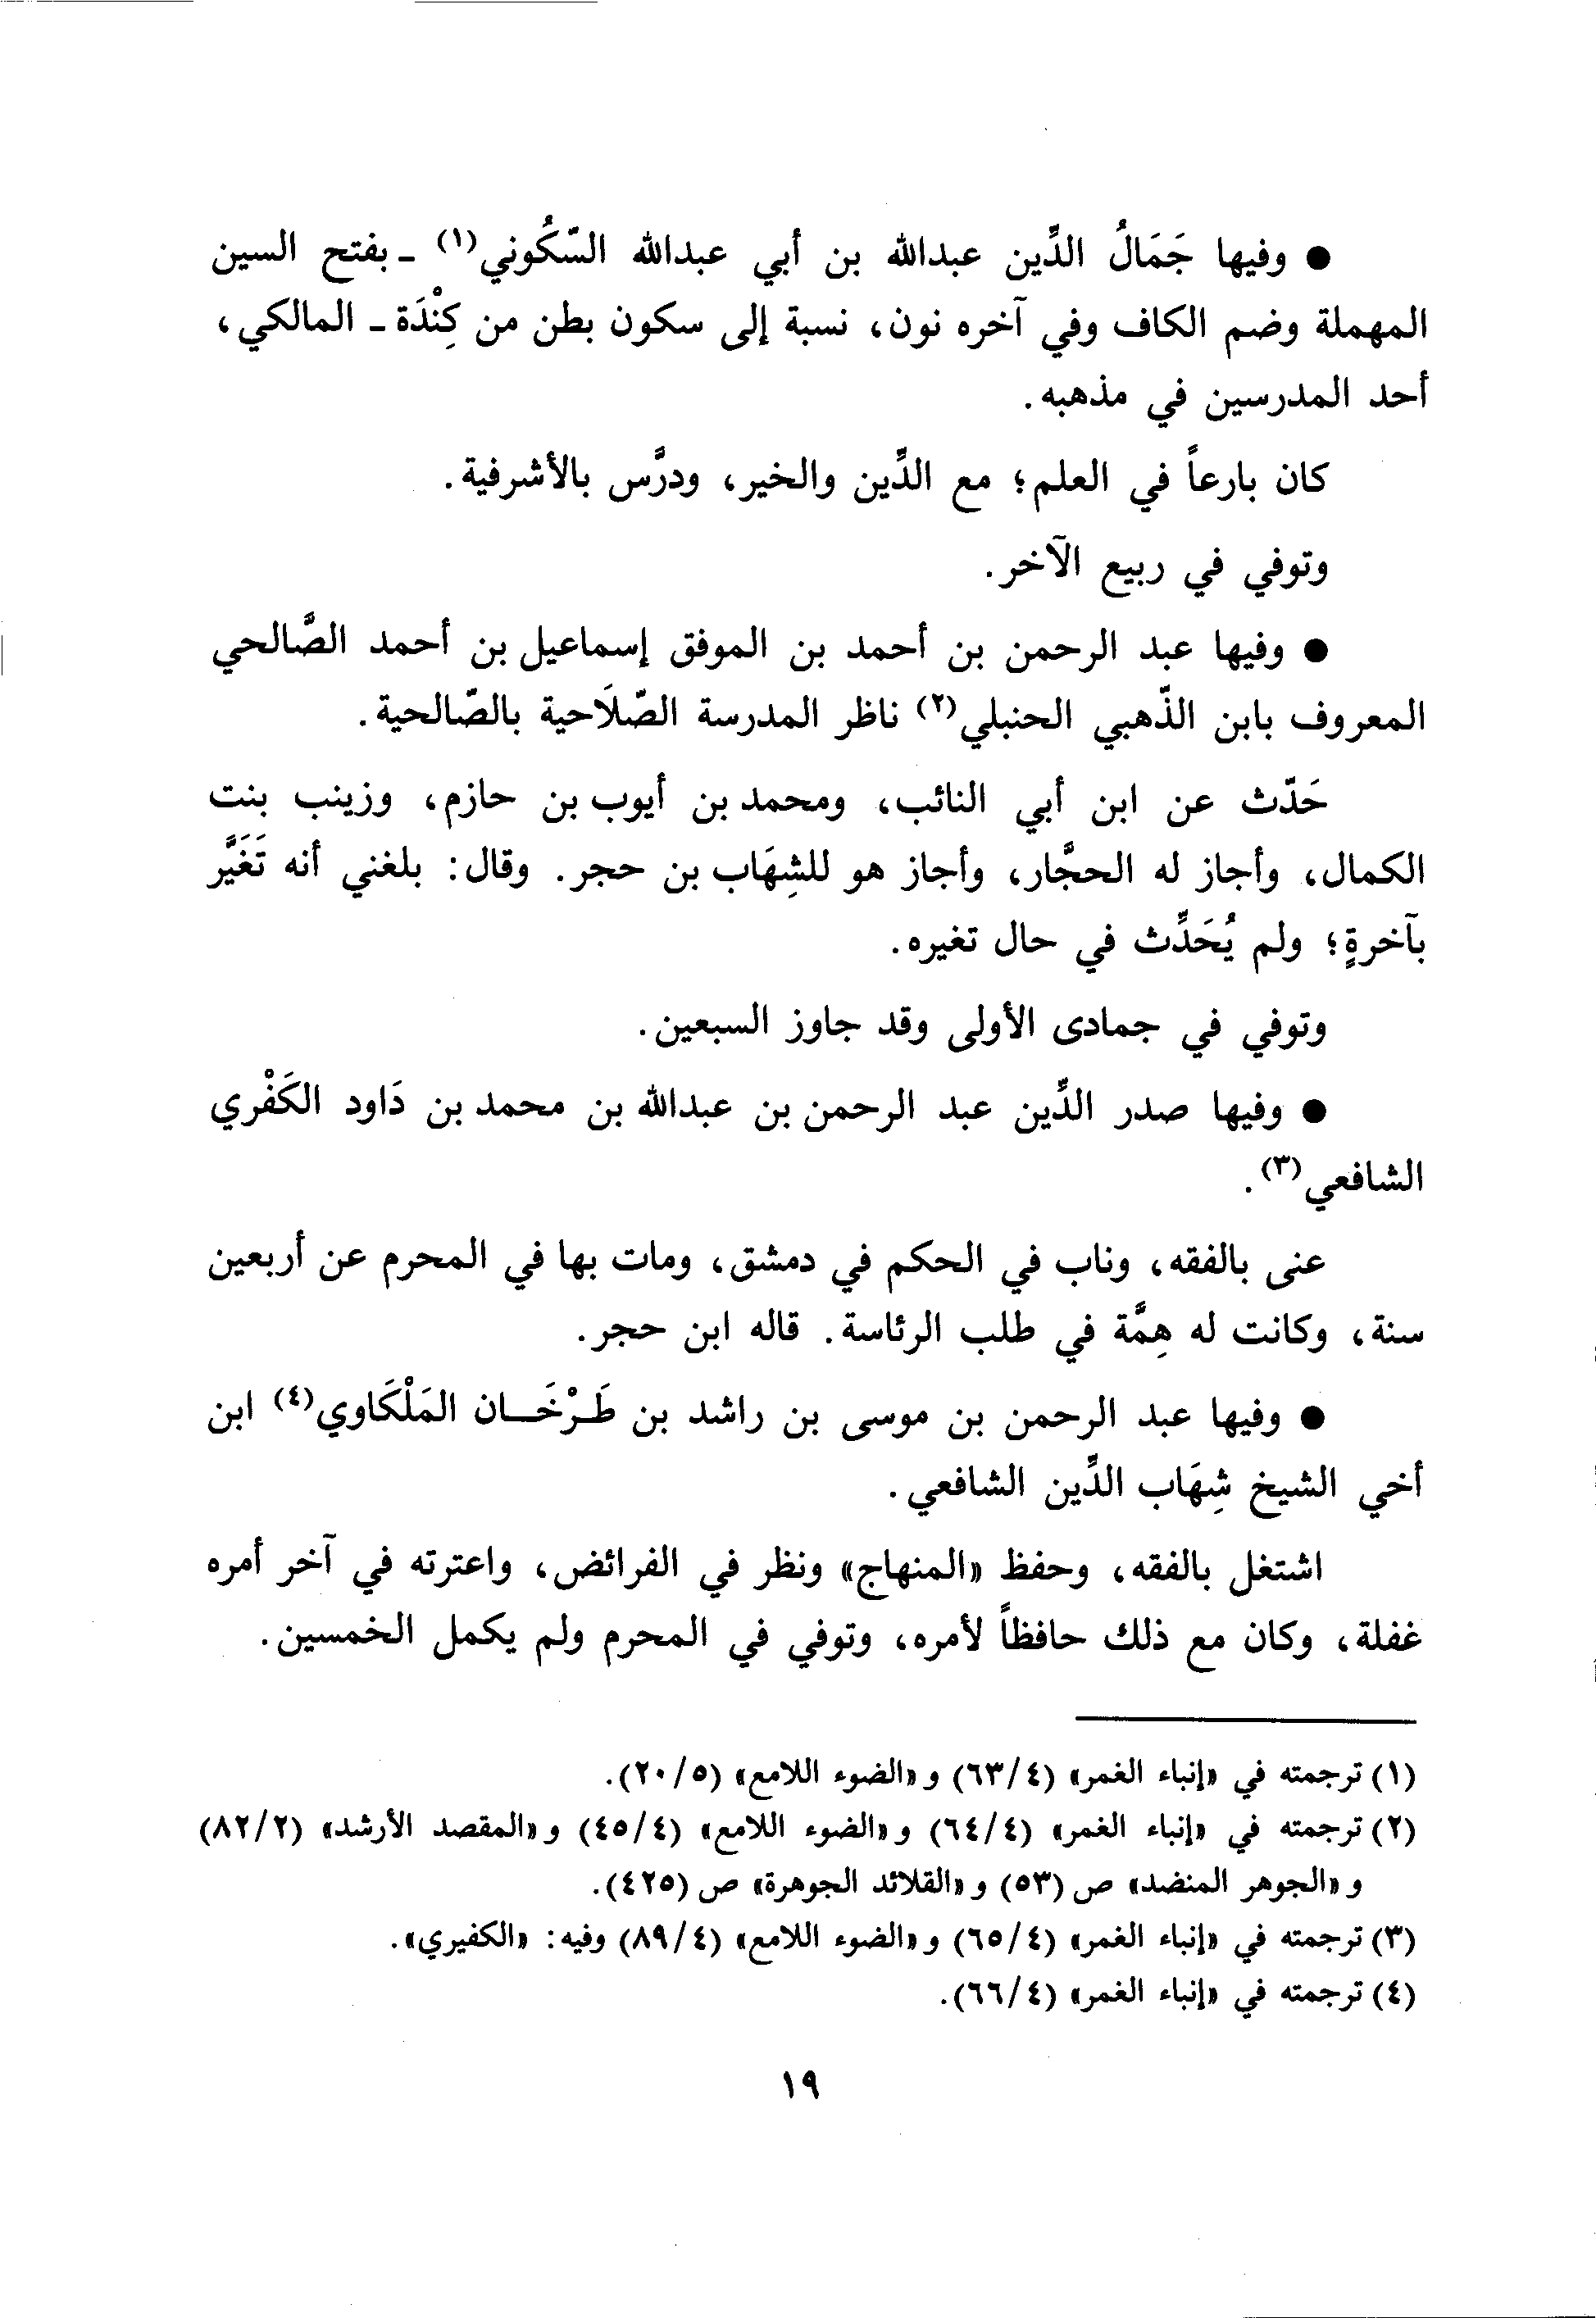 ● وفيها جَمَالُ الدِّين عبدالله بن أبي عبدالله السّكُوني(١) - بفتح السين
المهملة وضم الكاف وفي آخره نون، نسبة إلى سكون بطن من كِنْدَة - المالكي،
أحد المدرسين في مذهبه.
كان بارعاً في العلم؛ مع الدِّين والخير، ودرَّس بالأشرفية.
وتوفي في ربيع الآخر.
● وفيها عبد الرحمن بن أحمد بن الموفق إسماعيل بن أحمد الصَّالحي
المعروف بابن الذّهبي الحنبلي(٢) ناظر المدرسة الصّلَاحية بالصّالحية.
حَدّث عن ابن أبي النائب، ومحمد بن أيوب بن حازم، وزينب بنت
الكمال، وأجاز له الحجَّار، وأجاز هو للشِهَاب بن حجر. وقال: بلغني أنه تَغَيَّر
بآخرةٍ؛ ولم يُحَدِّث في حال تغيره.
وتوفي في جمادى الأولى وقد جاوز السبعين.
● وفيها صدر الدِّين عبد الرحمن بن عبدالله بن محمد بن دَاود الكَفْري
الشافعي(٣).
عنى بالفقه، وناب في الحكم في دمشق، ومات بها في المحرم عن أربعين
سنة، وكانت له هِمَّة في طلب الرئاسة. قاله ابن حجر.
● وفيها عبد الرحمن بن موسى بن راشد بن طَرْخَان المَلْكَاوي(٤) ابن
أخي الشيخ شِهَاب الدِّين الشافعي.
اشتغل بالفقه، وحفظ «المنهاج» ونظر في الفرائض، واعترته في آخر أمره
غفلة، وكان مع ذلك حافظاً لأمره، وتوفي في المحرم ولم يكمل الخمسين.
(١) ترجمته في «إنباء الغمر» (٦٣/٤) و«الضوء اللامع» (٢٠/٥).
(٢) ترجمته في «إنباء الغمر» (٦٤/٤) و«الضوء اللامع» (٤٥/٤) و«المقصد الأرشد» (٨٢/٢)
و«الجوهر المنضد» ص (٥٣) و«القلائد الجوهرة» ص (٤٢٥).
(٣) ترجمته في «إنباء الغمر» (٦٥/٤) و«الضوء اللامع» (٨٩/٤) وفيه: «الكفيري».
(٤) ترجمته في «إنباء الغمر» (٦٦/٤).
١٩